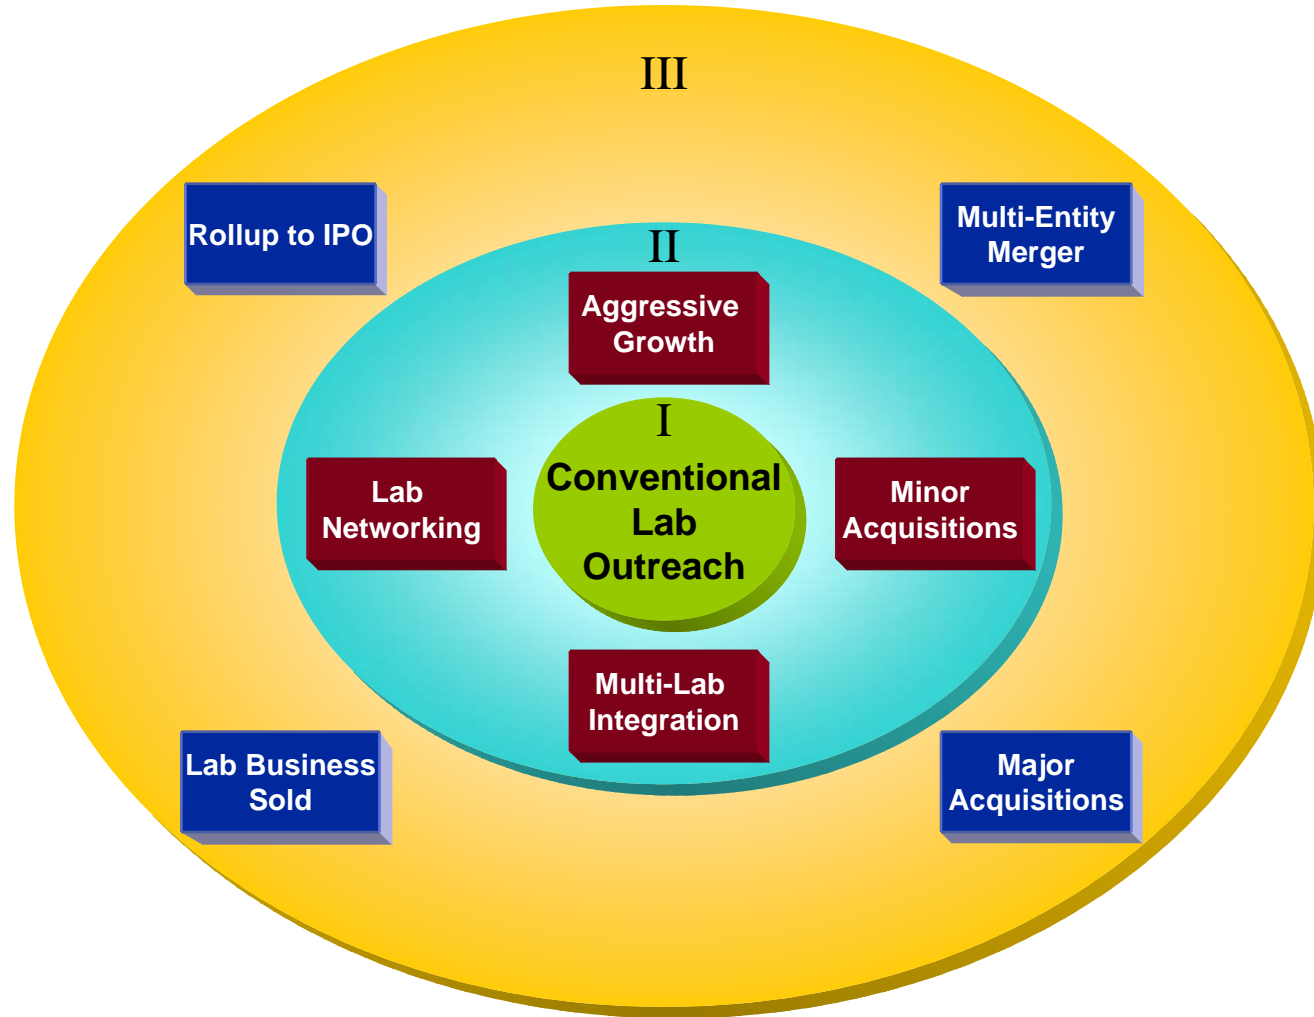 III
Rollup to IPO
Multi-Entity
Merger
II
Aggressive
Growth
I
Conventional
Lab
Outreach
Lab
Networking
Minor
Acquisitions
Multi-Lab
Integration
Lab Business
Sold
Major
Acquisitions